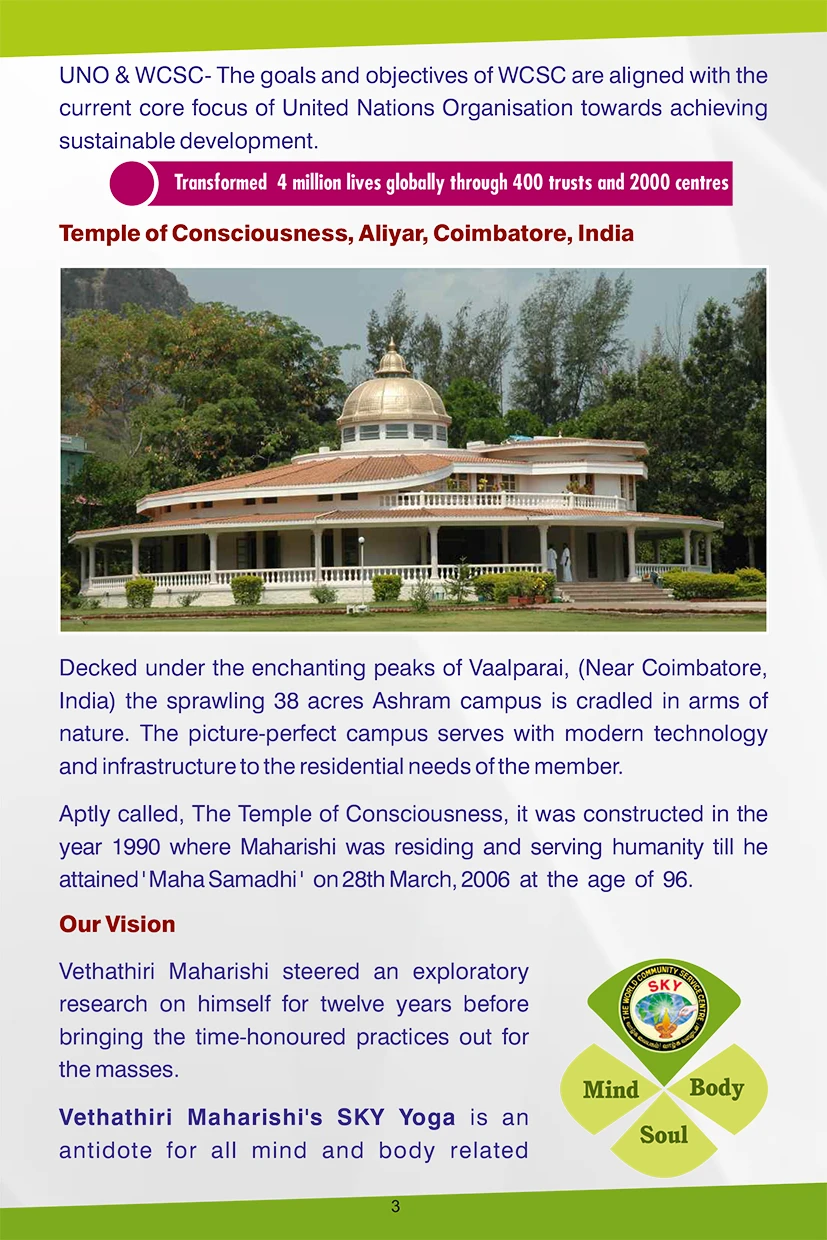 UNO & WCSC- The goals and objectives of WCSC are aligned with the
current core focus of United Nations Organisation towards achieving
sustainable development.
Transformed 4 million lives globally through 400 trusts and 2000 centres
Temple of Consciousness, Aliyar, Coimbatore, India
Decked under the enchanting peaks of Vaalparai, (Near Coimbatore,
India) the sprawling 38 acres Ashram campus is cradled in arms of
nature. The picture-perfect campus serves with modern technology
and infrastructure to the residential needs of the member.
Aptly called, The Temple of Consciousness, it was constructed in the
year 1990 where Maharishi was residing and serving humanity till he
attained 'Maha Samadhi' on 28th March, 2006 at the age of 96.
Our Vision
Vethathiri Maharishi steered an exploratory
research on himself for twelve years before
bringing the time-honoured practices out for
the masses.
Vethathiri Maharishi's SKY Yoga is an
antidote for all mind and body related
THE WORLD COMMUNITY SERVICE CENTRE
SKY
வாழ்க வையகம்! வாழ்க வளமுடன்
Mind
Body
Soul
3